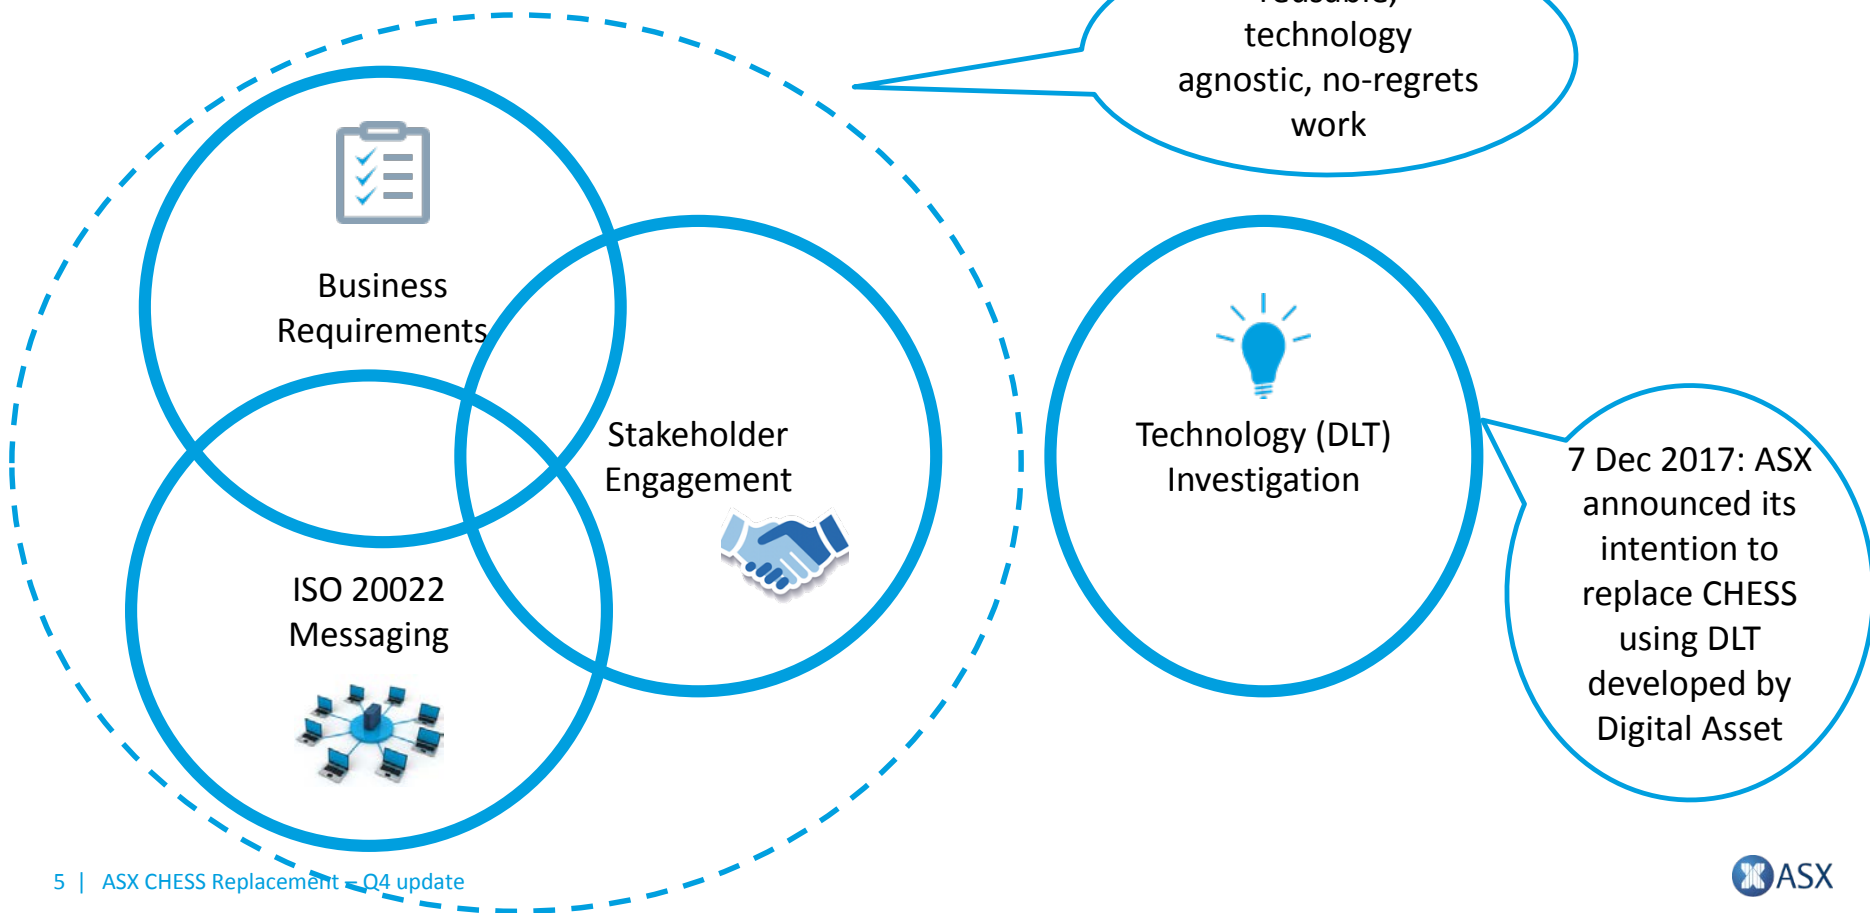 technology
agnostic, no-regrets
work
Business
Requirements
Stakeholder
Engagement
ISO 20022
Messaging
Technology (DLT)
Investigation
7 Dec 2017: ASX
announced its
intention to
replace CHESS
using DLT
developed by
Digital Asset
5 | ASX CHESS Replacement – Q4 update
ASX